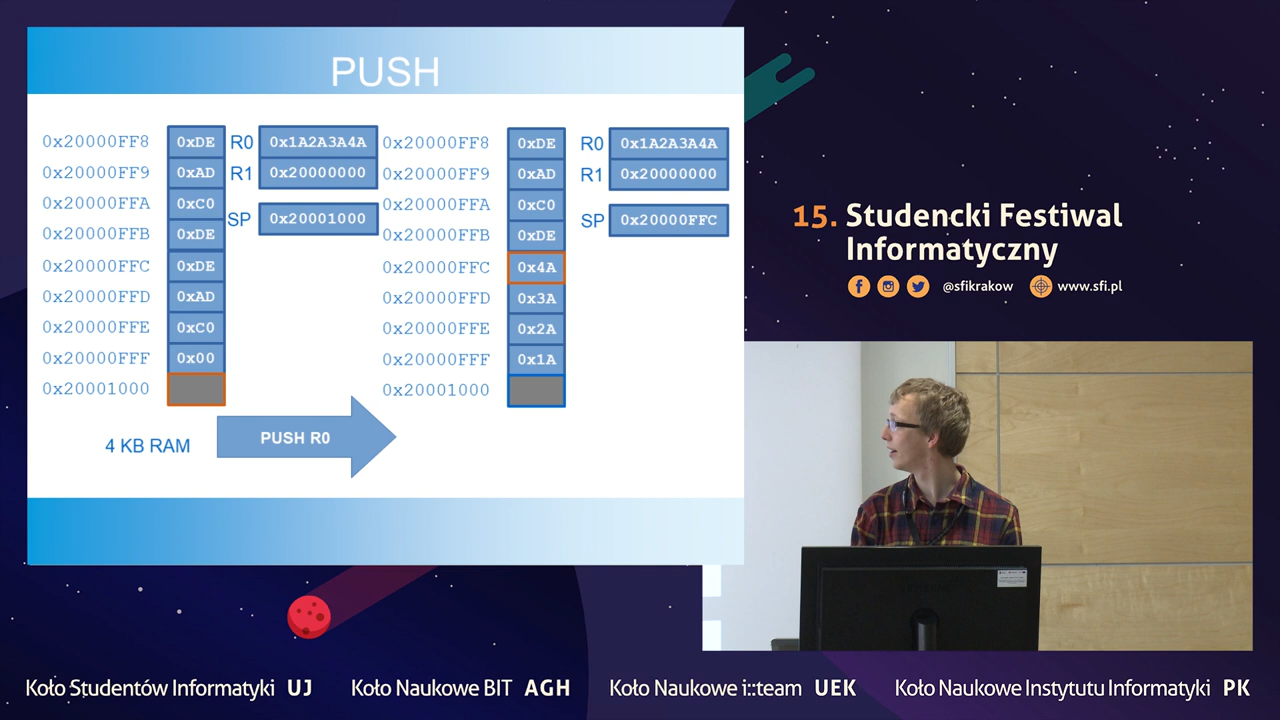 PUSH
0x20000FF8 0xDE R0 0x1A2A3A4A 0x20000FF8 0xDE R0 0x1A2A3A4A
0x20000FF9 0xAD R1 0x20000000 0x20000FF9 0xAD R1 0x20000000
0x20000FFA 0xC0 SP 0x20001000 0x20000FFA 0xC0 SP 0x20000FFC
0x20000FFB 0xDE 0x20000FFB 0xDE
0x20000FFC 0xDE 0x20000FFC 0x4A
0x20000FFD 0xAD 0x20000FFD 0x3A
0x20000FFE 0xC0 0x20000FFE 0x2A
0x20000FFF 0x00 0x20000FFF 0x1A
0x20001000 0x20001000
4 KB RAM PUSH R0
15. Studencki Festiwal
Informatyczny
@sfikrakow www.sfi.pl
Koło Studentów Informatyki UJ Koło Naukowe BIT AGH Koło Naukowe i::team UEK Koło Naukowe Instytutu Informatyki PK